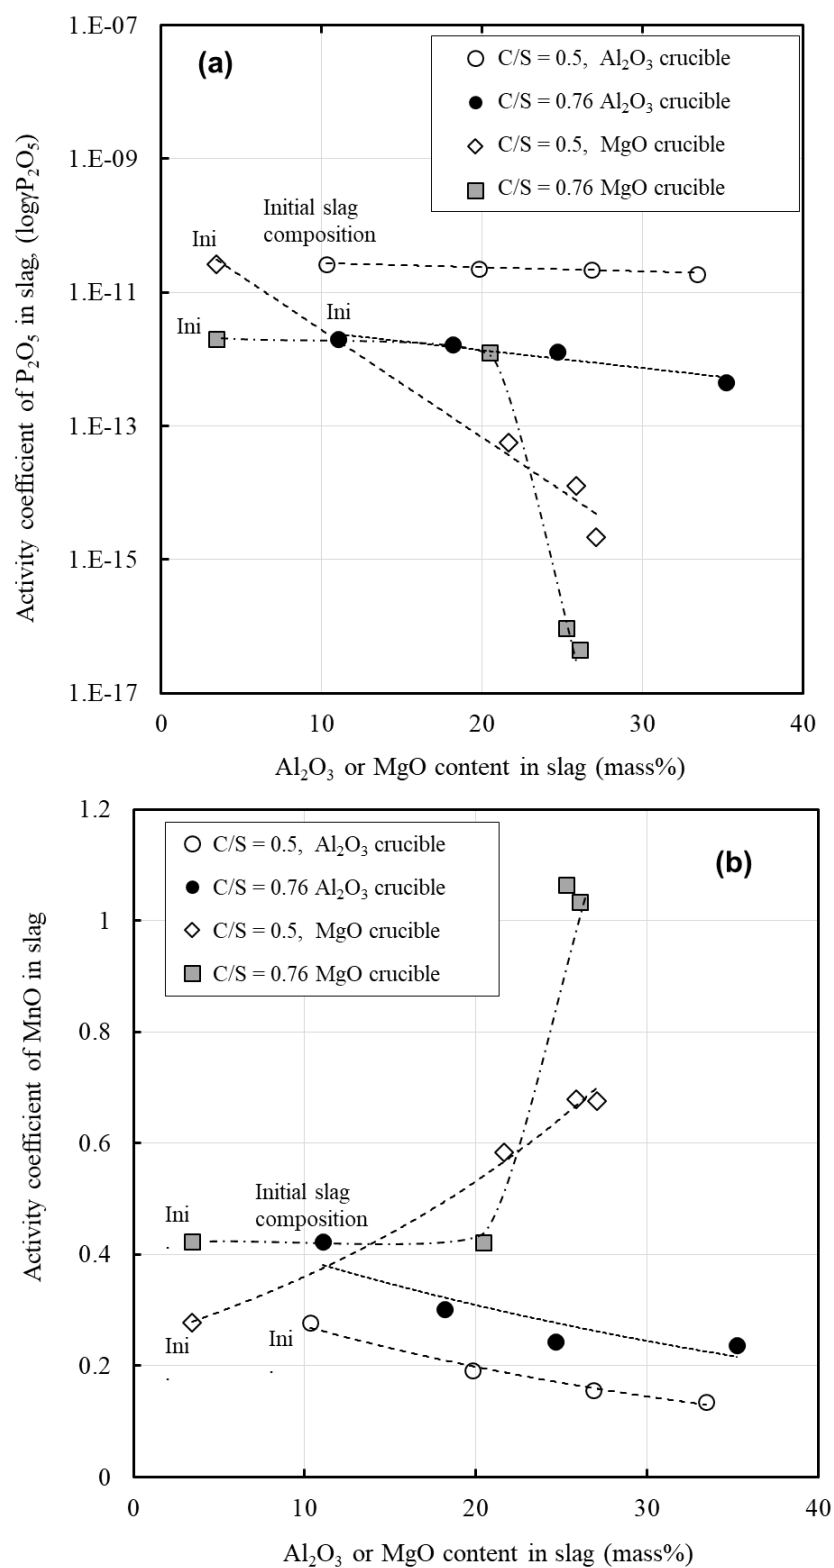 1.E-07
(a)
C/S = 0.5, Al₂O₃ crucible
C/S = 0.76 Al₂O₃ crucible
C/S = 0.5, MgO crucible
C/S = 0.76 MgO crucible
1.E-09
1.E-11
1.E-13
1.E-15
1.E-17
Activity coefficient of P₂O₅ in slag, (logγP₂O₅)
Ini
Initial slag
composition
Ini
Ini
0 10 20 30 40
Al₂O₃ or MgO content in slag (mass%)
1.2
C/S = 0.5, Al₂O₃ crucible
C/S = 0.76 Al₂O₃ crucible
C/S = 0.5, MgO crucible
C/S = 0.76 MgO crucible
(b)
1
0.8
0.6
0.4
0.2
0
Activity coefficient of MnO in slag
Ini
Initial slag
composition
Ini
Ini
0 10 20 30 40
Al₂O₃ or MgO content in slag (mass%)